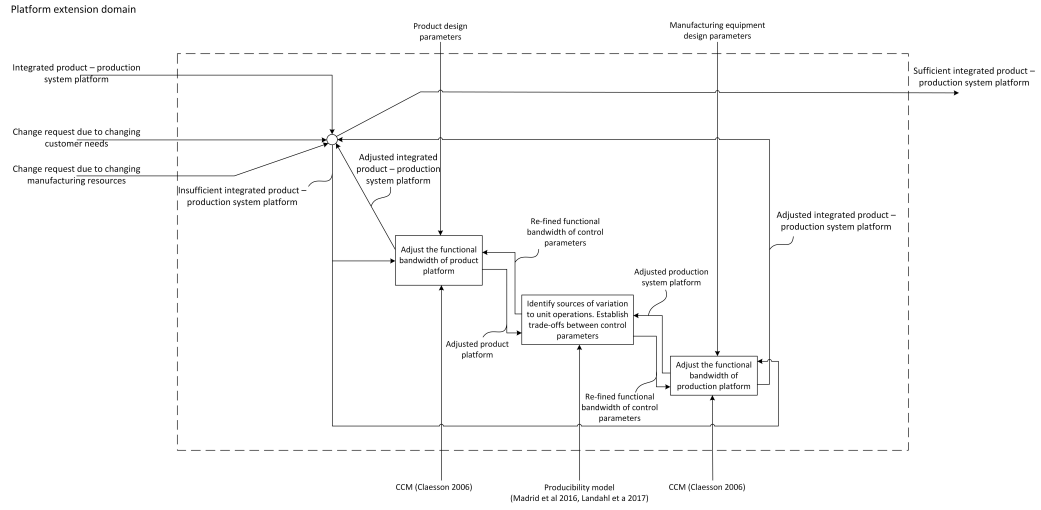 Platform extension domain
Product design
parameters
Manufacturing equipment
design parameters
Integrated product – production
system platform
Sufficient integrated product –
production system platform
Change request due to changing
customer needs
Change request due to changing
manufacturing resources
Insufficient integrated product –
production system platform
Adjusted integrated
product – production
system platform
Adjusted integrated product –
production system platform
Re-fined functional
bandwidth of control
parameters
Adjust the functional
bandwidth of product
platform
Adjusted production
system platform
Identify sources of variation
to unit operations. Establish
trade-offs between control
parameters
Adjusted product
platform
Adjust the functional
bandwidth of
production platform
Re-fined functional
bandwidth of control
parameters
CCM (Claesson 2006)
Producibility model
(Madrid et al 2016, Landahl et a 2017)
CCM (Claesson 2006)